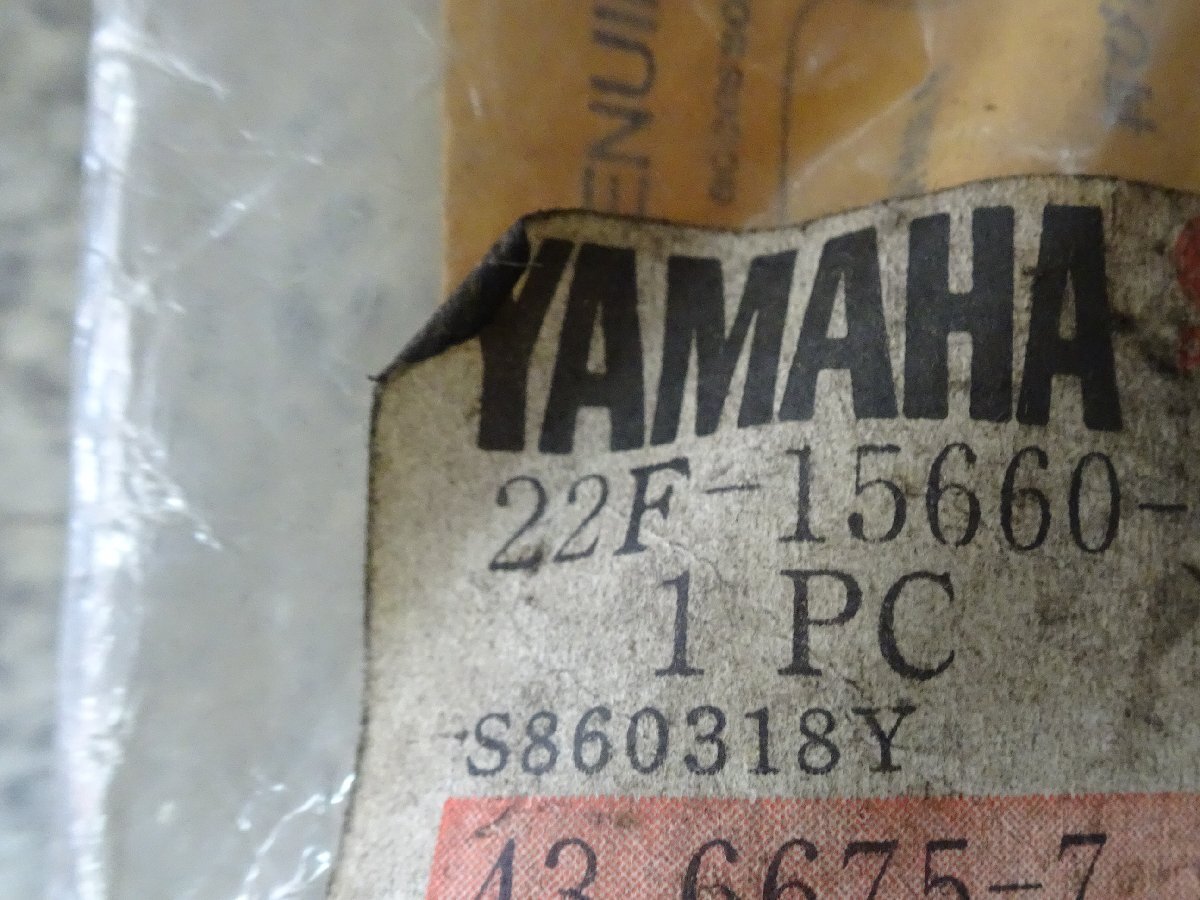 YAMAHA
22F-15660-
1 PC
S860318Y
43 6675-7